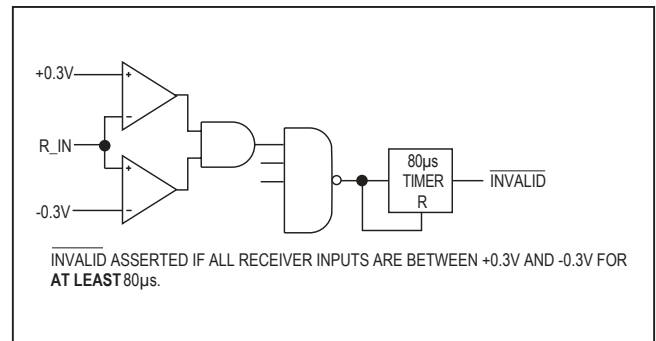 +0.3V
R_IN
-0.3V
+
-
+
-
80µs
TIMER
R
INVALID
INVALID ASSERTED IF ALL RECEIVER INPUTS ARE BETWEEN +0.3V AND -0.3V FOR
AT LEAST 80µs.